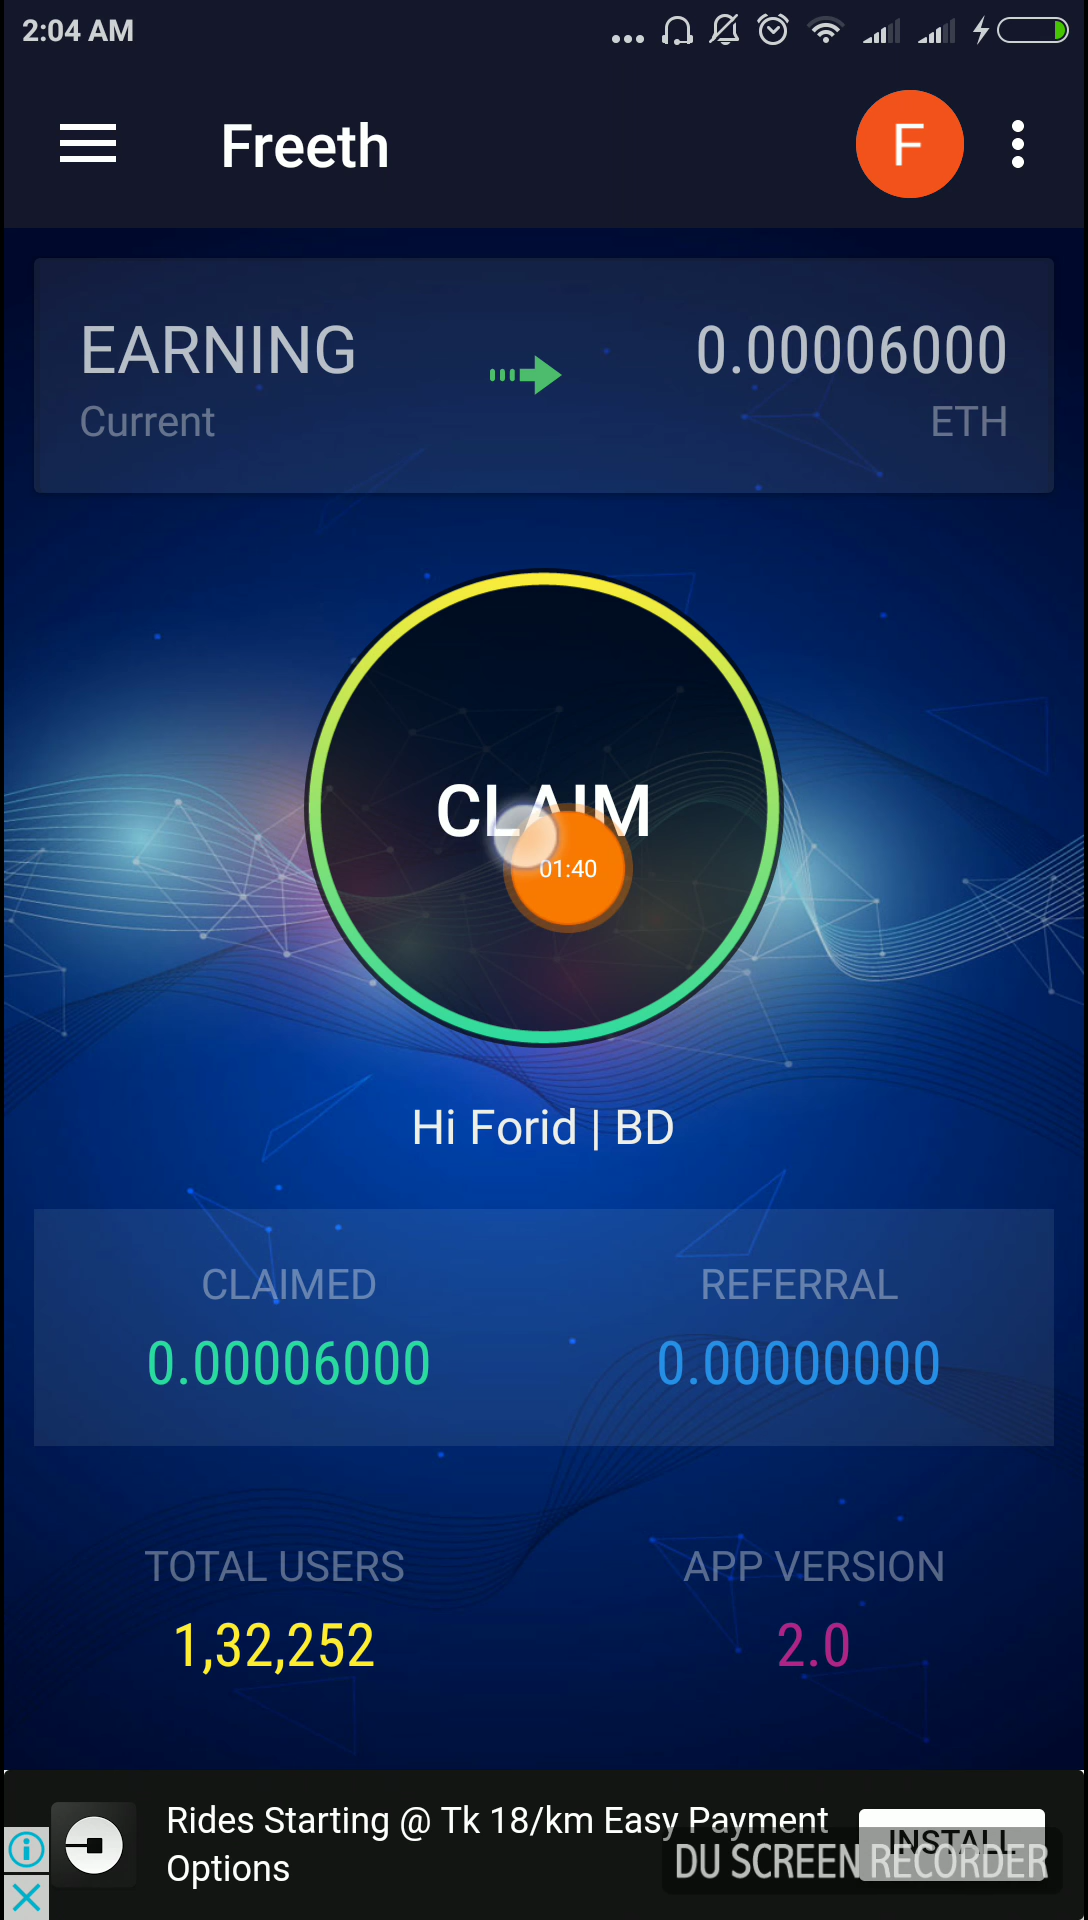 2:04 AM
Freeth
F
EARNING
0.00006000
Current
ETH
CLAIM
01:40
Hi Forid | BD
CLAIMED
REFERRAL
0.00006000
0.00000000
TOTAL USERS
APP VERSION
1,32,252
2.0
Rides Starting @ Tk 18/km Easy Payment
Options
INSTALL
DU SCREEN RECORDER